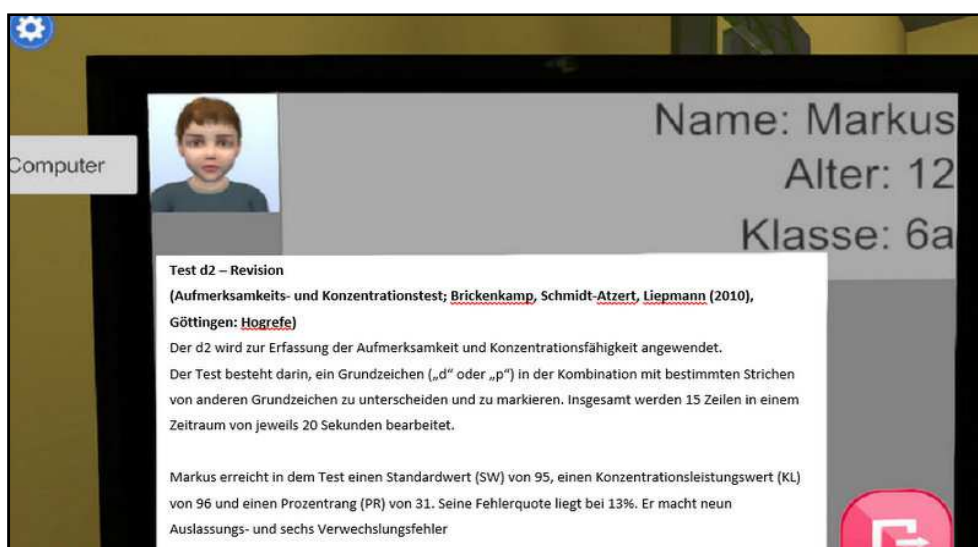 Computer
Name: Markus
Alter: 12
Klasse: 6a
Test d2 – Revision
(Aufmerksamkeits- und Konzentrationstest; Brickenkamp, Schmidt-Atzert, Liepmann (2010),
Göttingen: Hogrefe)
Der d2 wird zur Erfassung der Aufmerksamkeit und Konzentrationsfähigkeit angewendet.
Der Test besteht darin, ein Grundzeichen („d“ oder „p“) in der Kombination mit bestimmten Strichen
von anderen Grundzeichen zu unterscheiden und zu markieren. Insgesamt werden 15 Zeilen in einem
Zeitraum von jeweils 20 Sekunden bearbeitet.
Markus erreicht in dem Test einen Standardwert (SW) von 95, einen Konzentrationsleistungswert (KL)
von 96 und einen Prozentrang (PR) von 31. Seine Fehlerquote liegt bei 13%. Er macht neun
Auslassungs- und sechs Verwechslungsfehler